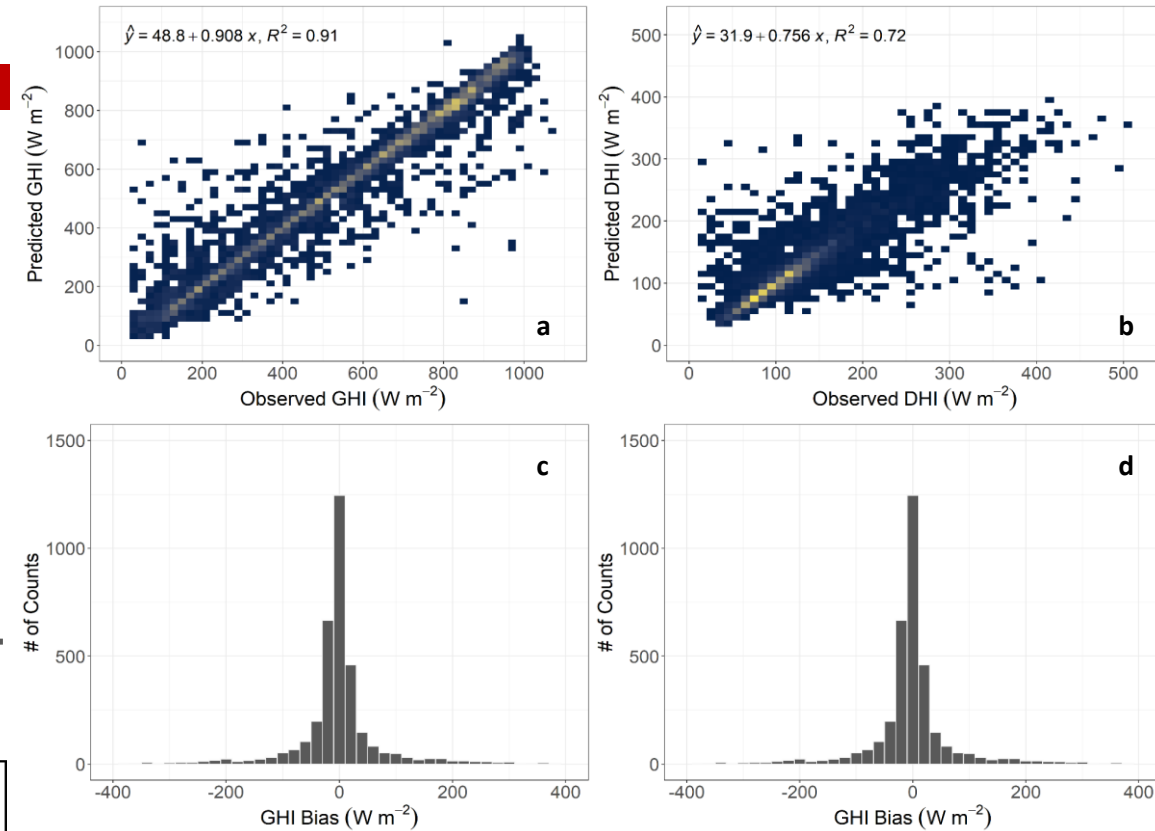 ŷ = 48.8 + 0.908 x, R² = 0.91
1000
800
600
400
200
0
Predicted GHI (W m⁻²)
a
0 200 400 600 800 1000
Observed GHI (W m⁻²)
ŷ = 31.9 + 0.756 x, R² = 0.72
500
400
300
200
100
0
Predicted DHI (W m⁻²)
b
0 100 200 300 400 500
Observed DHI (W m⁻²)
1500
1000
500
0
# of Counts
c
-400 -200 0 200 400
GHI Bias (W m⁻²)
1500
1000
500
0
# of Counts
d
-400 -200 0 200 400
GHI Bias (W m⁻²)